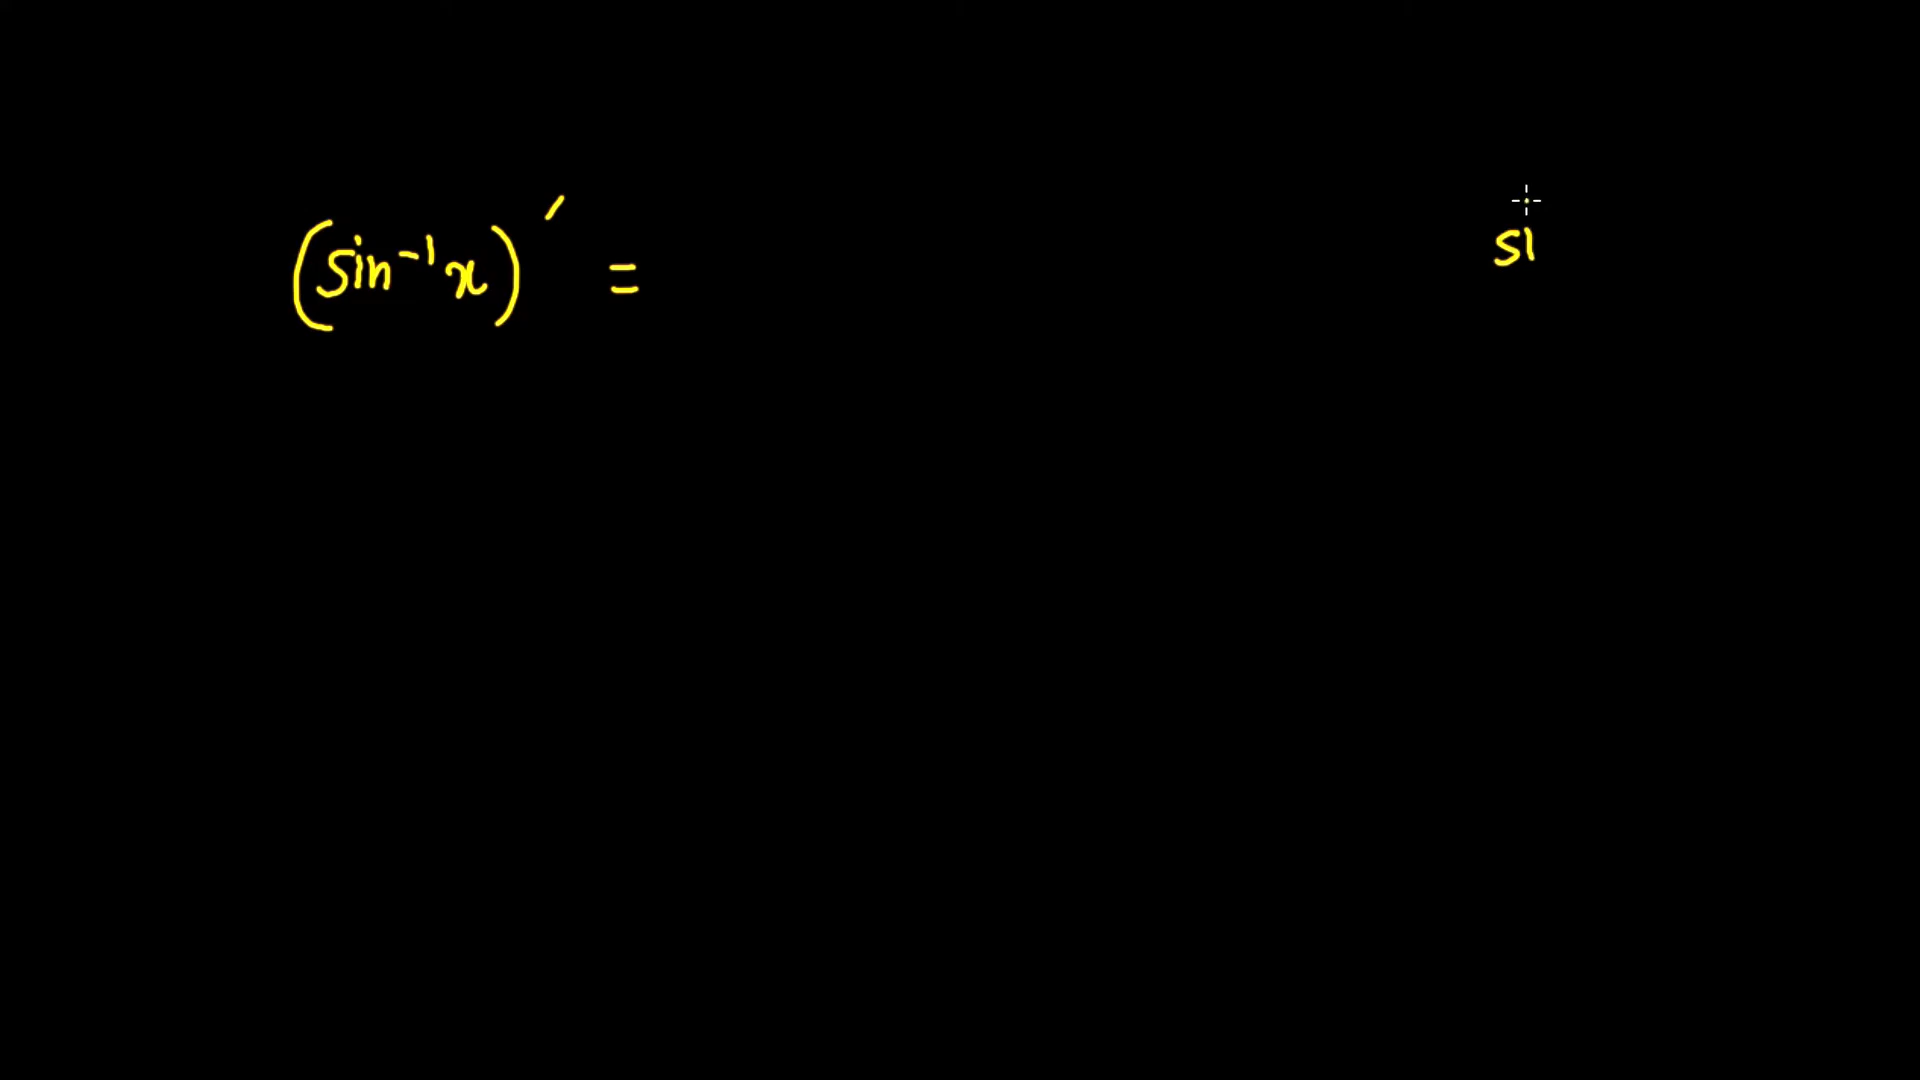 (sin⁻¹x)′ =
si